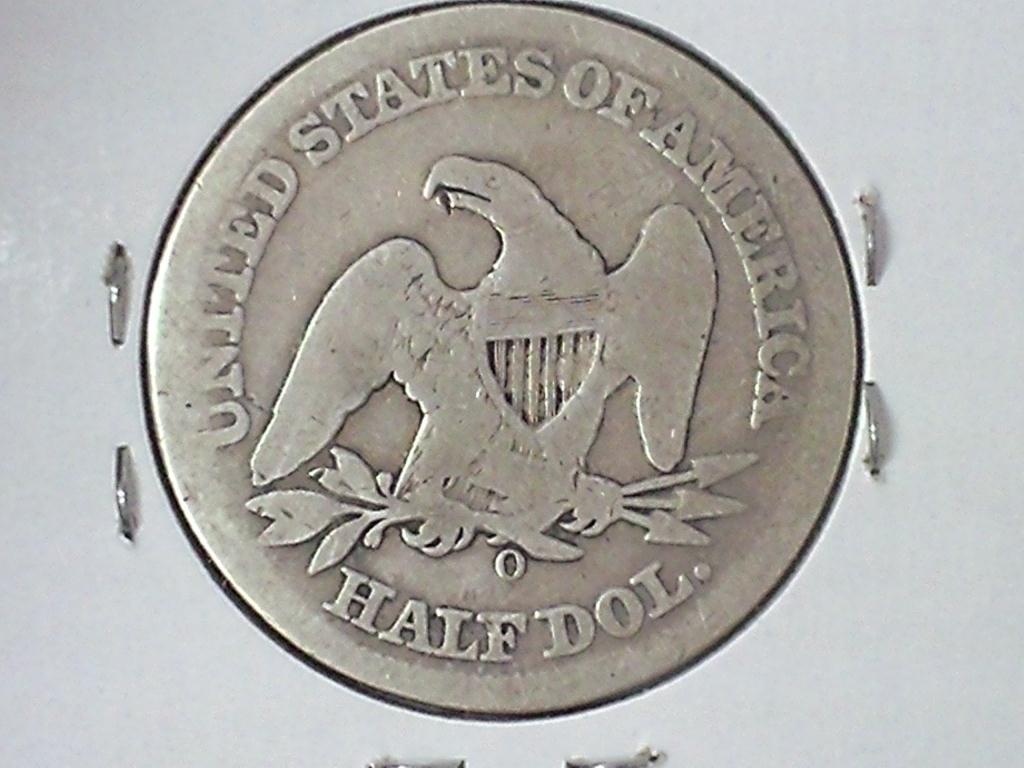 UNITED STATES OF AMERICA
O
HALF DOL.